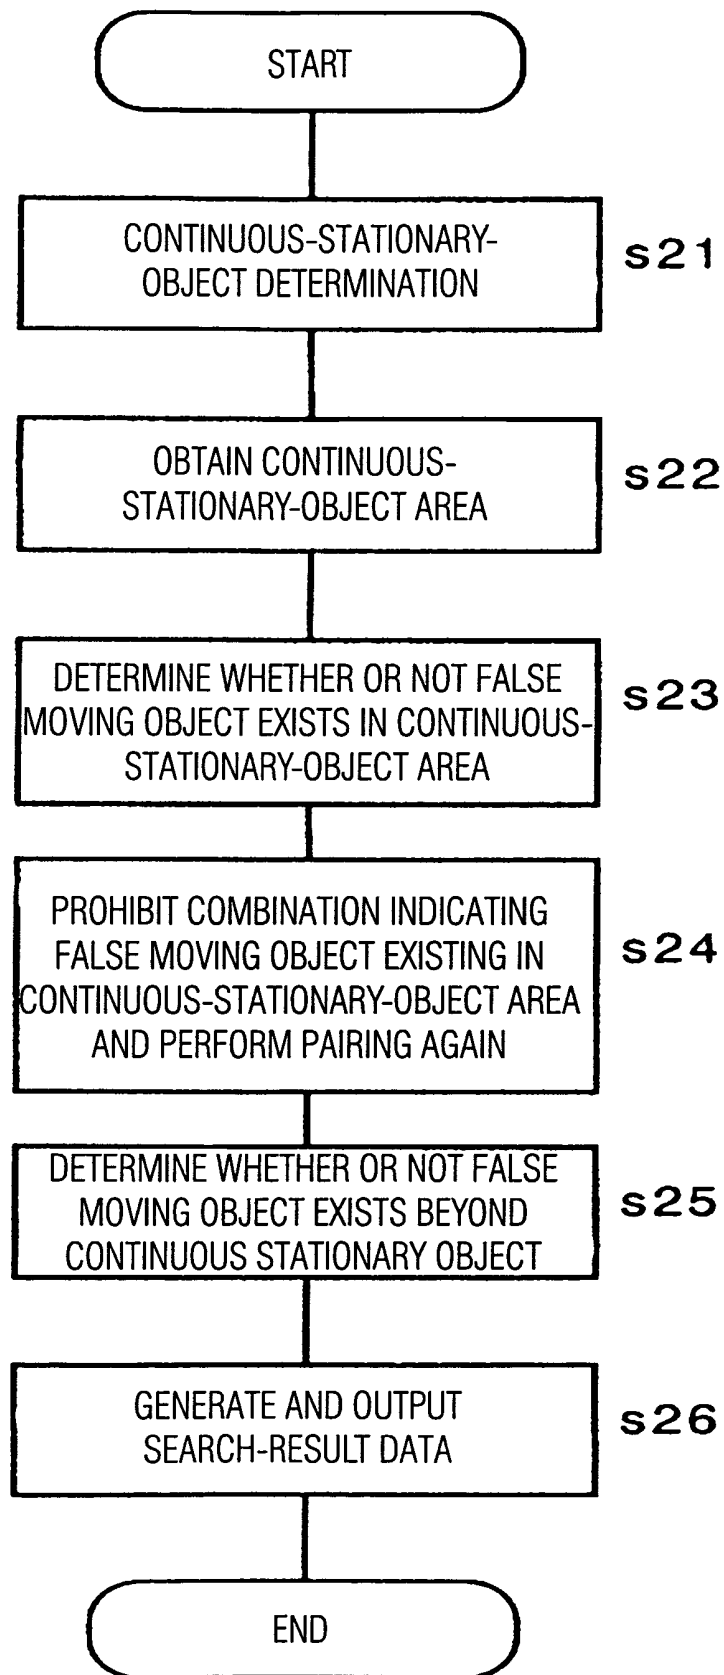 START
CONTINUOUS-STATIONARY-
OBJECT DETERMINATION
s21
OBTAIN CONTINUOUS-
STATIONARY-OBJECT AREA
s22
DETERMINE WHETHER OR NOT FALSE
MOVING OBJECT EXISTS IN CONTINUOUS-
STATIONARY-OBJECT AREA
s23
PROHIBIT COMBINATION INDICATING
FALSE MOVING OBJECT EXISTING IN
CONTINUOUS-STATIONARY-OBJECT AREA
AND PERFORM PAIRING AGAIN
s24
DETERMINE WHETHER OR NOT FALSE
MOVING OBJECT EXISTS BEYOND
CONTINUOUS STATIONARY OBJECT
s25
GENERATE AND OUTPUT
SEARCH-RESULT DATA
s26
END